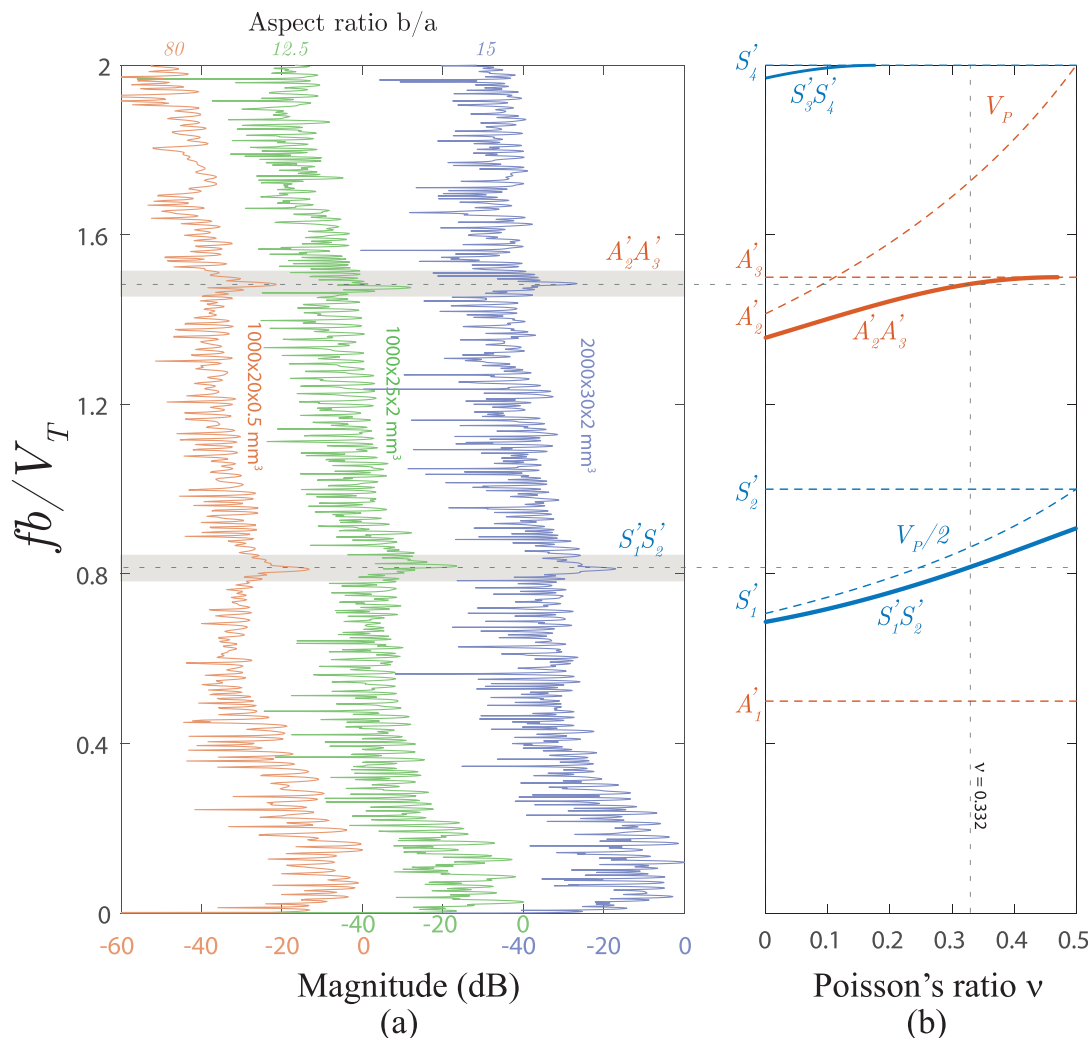 Aspect ratio b/a
80 12.5 15
fb/V_T
2
1.6
1.2
0.8
0.4
0
1000x20x0.5 mm³
1000x25x2 mm³
2000x30x2 mm³
A'₂A'₃
S'₁S'₂
-40 0
-60 -40 -20 0 -40 -20 0
-20
Magnitude (dB)
(a)
S'₄
S'₃S'₄
V_P
A'₃
A'₂
A'₂A'₃
S'₂
V_P/2
S'₁
S'₁S'₂
A'₁
ν = 0.332
0 0.1 0.2 0.3 0.4 0.5
Poisson's ratio ν
(b)